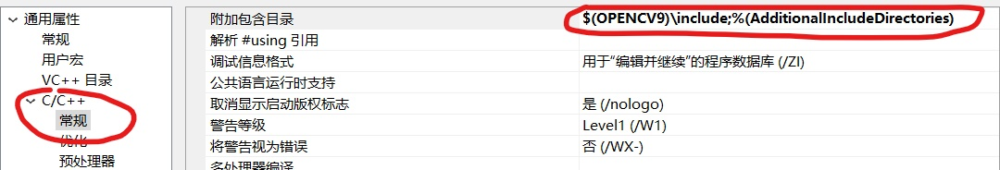 通用属性
常规
用户宏
VC++ 目录
C/C++
常规
优化
预处理器
附加包含目录 $(OPENCV9)\include;%(AdditionalIncludeDirectories)
解析 #using 引用
调试信息格式 用于“编辑并继续”的程序数据库 (/ZI)
公共语言运行时支持
取消显示启动版权标志 是 (/nologo)
警告等级 Level1 (/W1)
将警告视为错误 否 (/WX-)
多处理器编译